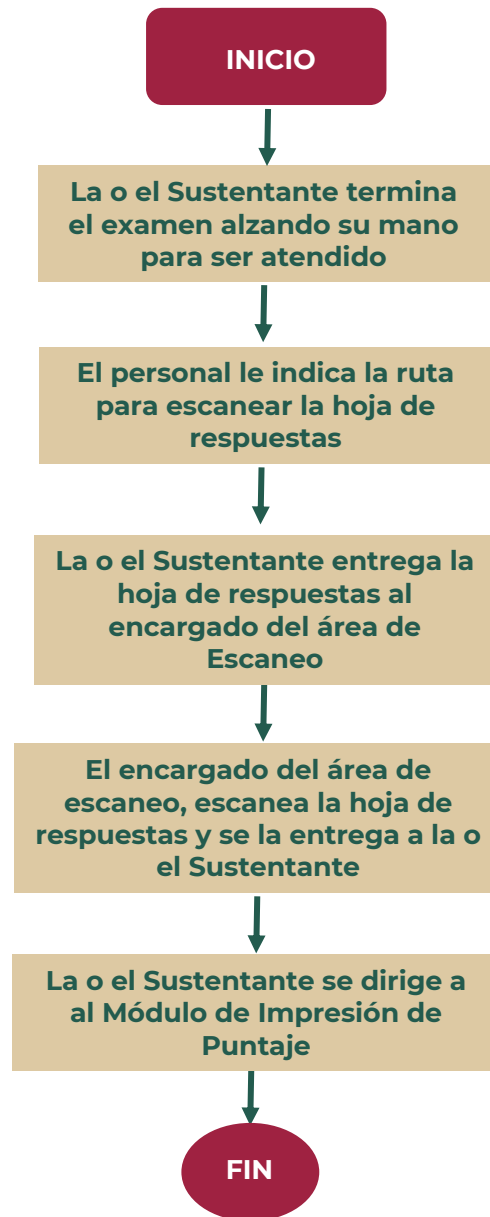 INICIO
La o el Sustentante termina
el examen alzando su mano
para ser atendido
El personal le indica la ruta
para escanear la hoja de
respuestas
La o el Sustentante entrega la
hoja de respuestas al
encargado del área de
Escaneo
El encargado del área de
escaneo, escanea la hoja de
respuestas y se la entrega a la o
el Sustentante
La o el Sustentante se dirige a
al Módulo de Impresión de
Puntaje
FIN